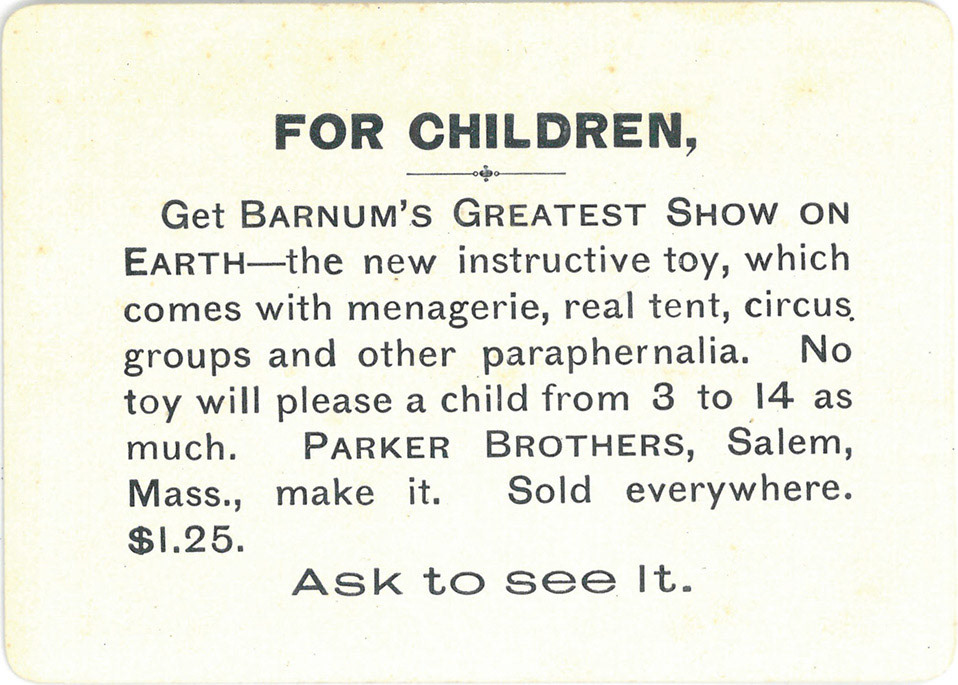 FOR CHILDREN,
Get BARNUM'S GREATEST SHOW ON
EARTH—the new instructive toy, which
comes with menagerie, real tent, circus
groups and other paraphernalia. No
toy will please a child from 3 to 14 as
much. PARKER BROTHERS, Salem,
Mass., make it. Sold everywhere.
$1.25.
Ask to see It.